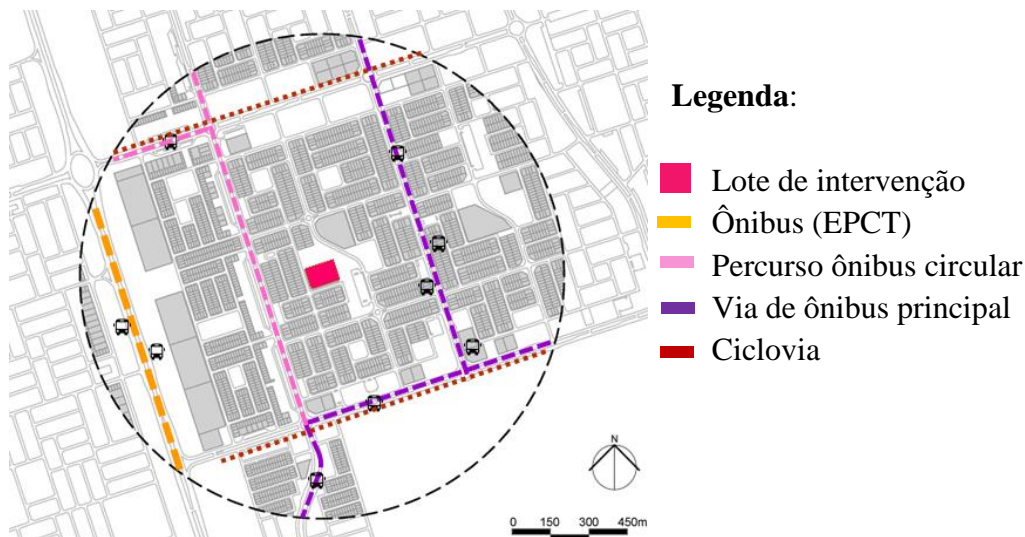 Legenda:
Lote de intervenção
Ônibus (EPCT)
Percurso ônibus circular
Via de ônibus principal
Ciclovia
N
0 150 300 450m